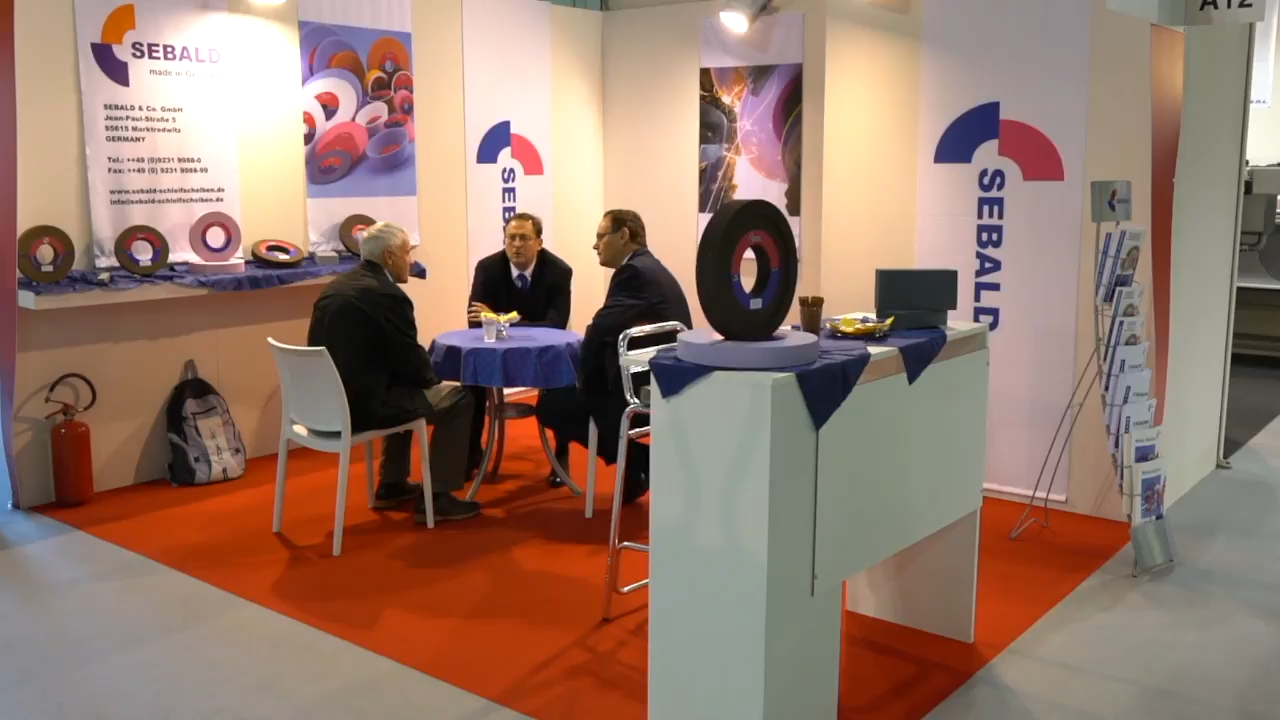 SEBALD
made in
SEBALD & Co. GmbH
Jean-Paul-Straße 5
95615 Marktredwitz
GERMANY
Tel.: ++49 (0)9231 9988-0
Fax: ++49 (0) 9231 9988-99
www.sebald-schleifscheiben.de
info@sebald-schleifscheiben.de
SEB
SEBALD
A12